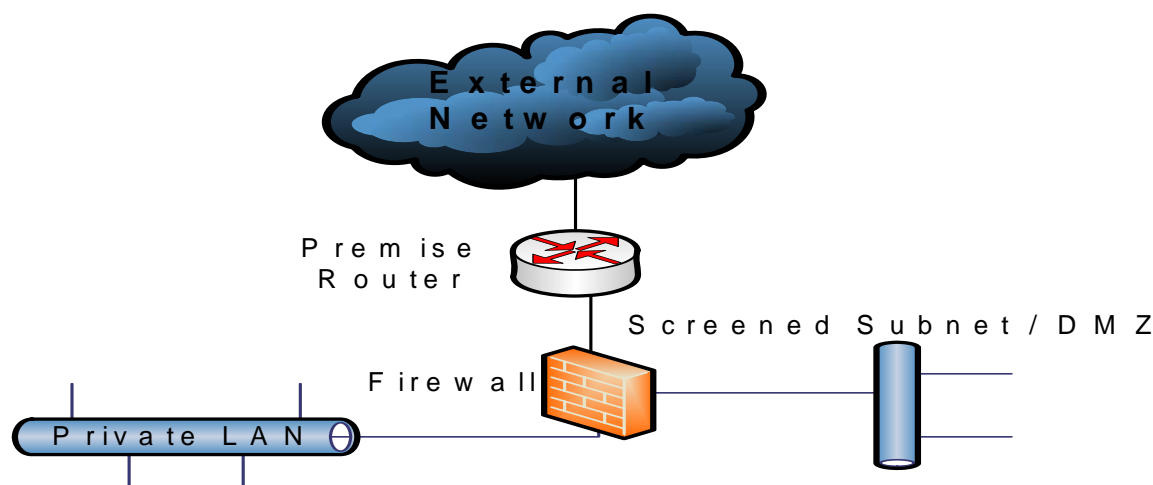 External
Network
Premise
Router
Screened Subnet/DMZ
Firewall
Private LAN